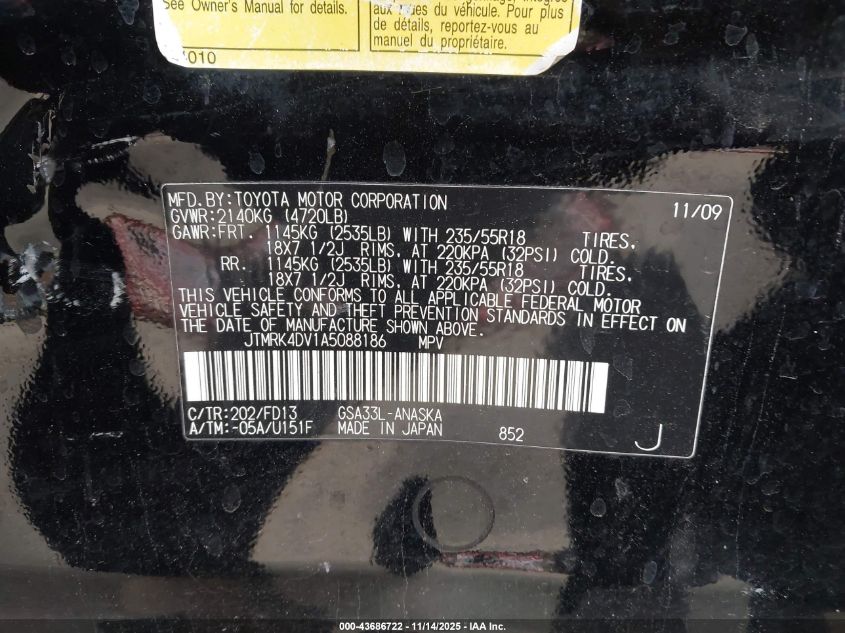 See Owner's Manual for details.
aux du véhicule. Pour plus
de détails, reportez-vous au
manuel du propriétaire.
010
MFD.BY:TOYOTA MOTOR CORPORATION 11/09
GVWR:2140KG (4720LB)
GAWR:FRT. 1145KG (2535LB) WITH 235/55R18 TIRES,
18X7 1/2J RIMS, AT 220KPA (32PSI) COLD.
RR. 1145KG (2535LB) WITH 235/55R18 TIRES,
18X7 1/2J RIMS, AT 220KPA (32PSI) COLD.
THIS VEHICLE CONFORMS TO ALL APPLICABLE FEDERAL MOTOR
VEHICLE SAFETY AND THEFT PREVENTION STANDARDS IN EFFECT ON
THE DATE OF MANUFACTURE SHOWN ABOVE.
JTMRK4DV1A5088186 MPV
C/TR:202/FD13 GSA33L-ANASKA
A/TM:-05A/U151F MADE IN JAPAN 852 J
000-43686722 - 11/14/2025 - IAA Inc.